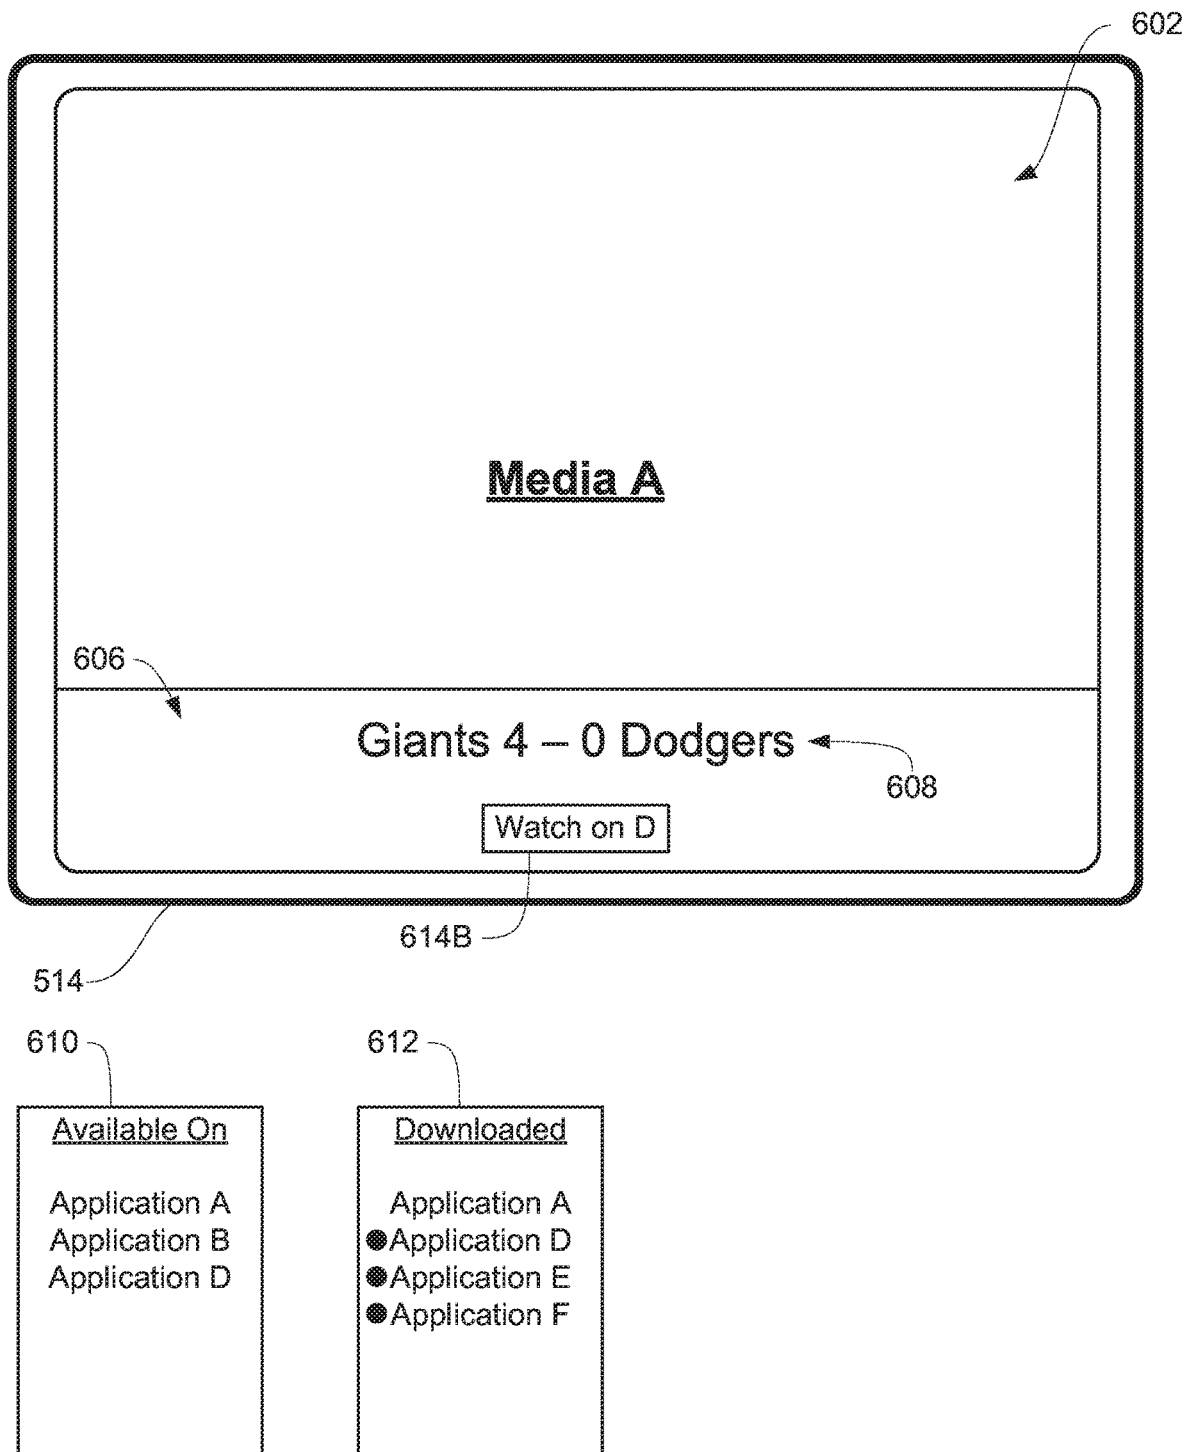 602
Media A
606
Giants 4 – 0 Dodgers
608
Watch on D
614B
514
610
612
Available On
Application A
Application B
Application D
Downloaded
Application A
●Application D
●Application E
●Application F